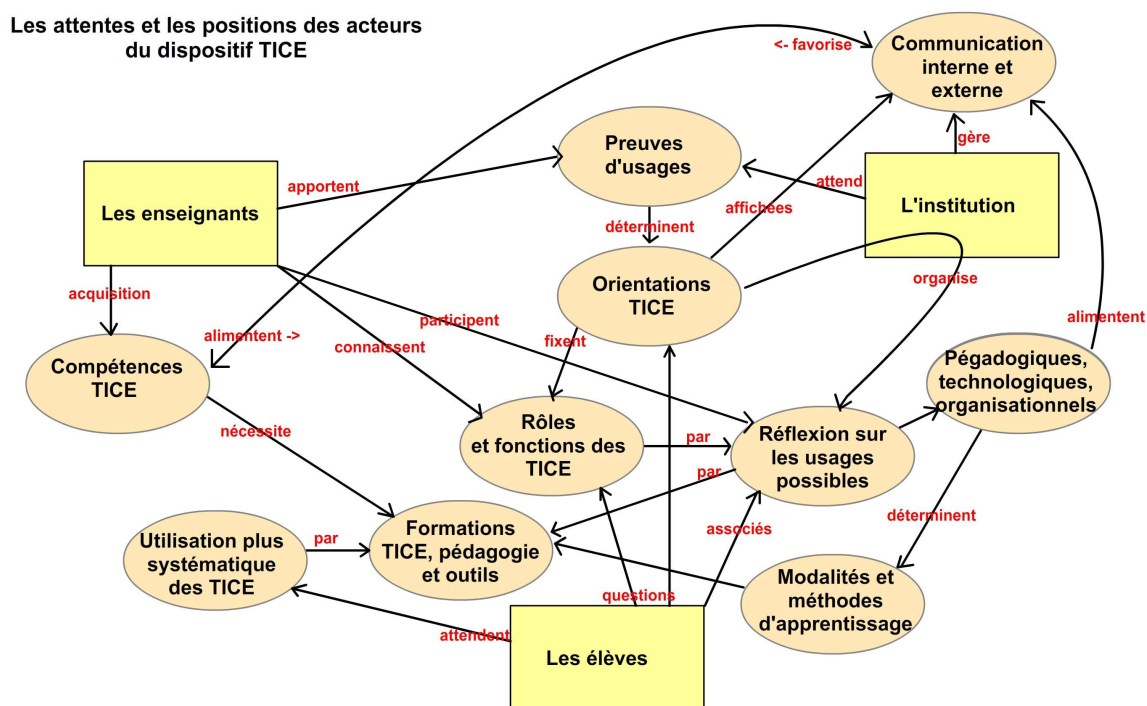 Les attentes et les positions des acteurs
du dispositif TICE
<- favorise
Communication
interne et
externe
Preuves
d'usages
gère
apportent
attend
Les enseignants
L'institution
affichées
déterminent
Orientations
TICE
organise
acquisition
participent
alimentent ->
connaissent
fixent
alimentent
Compétences
TICE
Pégadogiques,
technologiques,
organisationnels
nécessite
Rôles
et fonctions des
TICE
par
Réflexion sur
les usages
possibles
par
déterminent
Utilisation plus
systématique
des TICE
par
Formations
TICE, pédagogie
et outils
associés
Modalités et
méthodes
d'apprentissage
questions
attendent
Les élèves